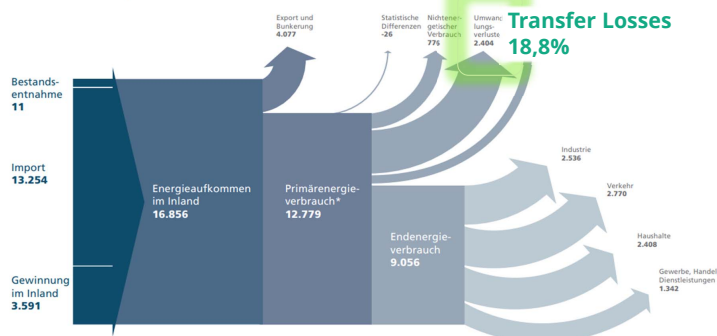 Export und
Bunkerung
4.077
Statistische
Differenzen
-26
Nichtener-
getischer
Verbrauch
775
Umwand-
lungs-
verluste
2.404
Transfer Losses
18,8%
Bestands-
entnahme
11
Import
13.254
Gewinnung
im Inland
3.591
Energieaufkommen
im Inland
16.856
Primärenergie-
verbrauch*
12.779
Endenergie-
verbrauch
9.056
Industrie
2.536
Verkehr
2.770
Haushalte
2.408
Gewerbe, Handel
Dienstleistungen
1.342